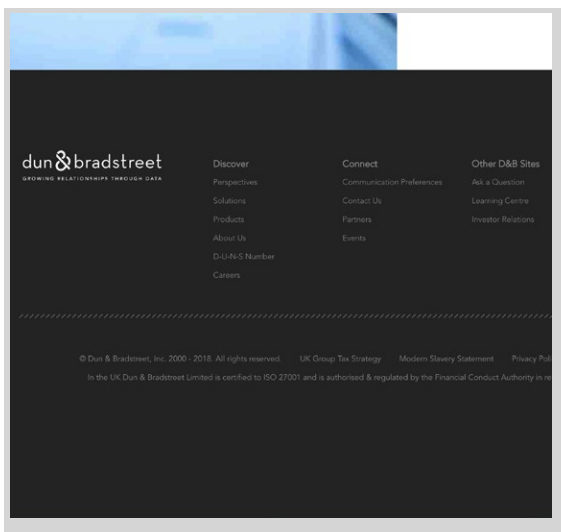 dun&bradstreet
GROWING RELATIONSHIPS THROUGH DATA
Discover
Perspectives
Solutions
Products
About Us
D-U-N-S Number
Careers
Connect
Communication Preferences
Contact Us
Partners
Events
Other D&B Sites
Ask a Question
Learning Centre
Investor Relations
© Dun & Bradstreet, Inc. 2000 - 2018. All rights reserved. UK Group Tax Strategy Modern Slavery Statement Privacy
In the UK Dun & Bradstreet Limited is certified to ISO 27001 and is authorised & regulated by the Financial Conduct Authority in